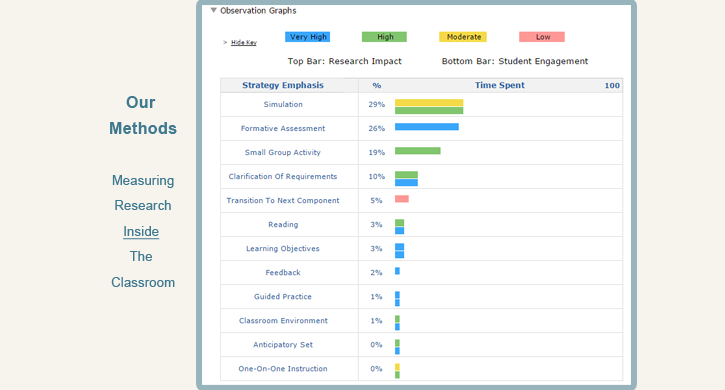 Our
Methods
Measuring
Research
Inside
The
Classroom
Observation Graphs
> Hide Key
Very High High Moderate Low
Top Bar: Research Impact Bottom Bar: Student Engagement
Strategy Emphasis % Time Spent 100
Simulation 29%
Formative Assessment 26%
Small Group Activity 19%
Clarification Of Requirements 10%
Transition To Next Component 5%
Reading 3%
Learning Objectives 3%
Feedback 2%
Guided Practice 1%
Classroom Environment 1%
Anticipatory Set 0%
One-On-One Instruction 0%